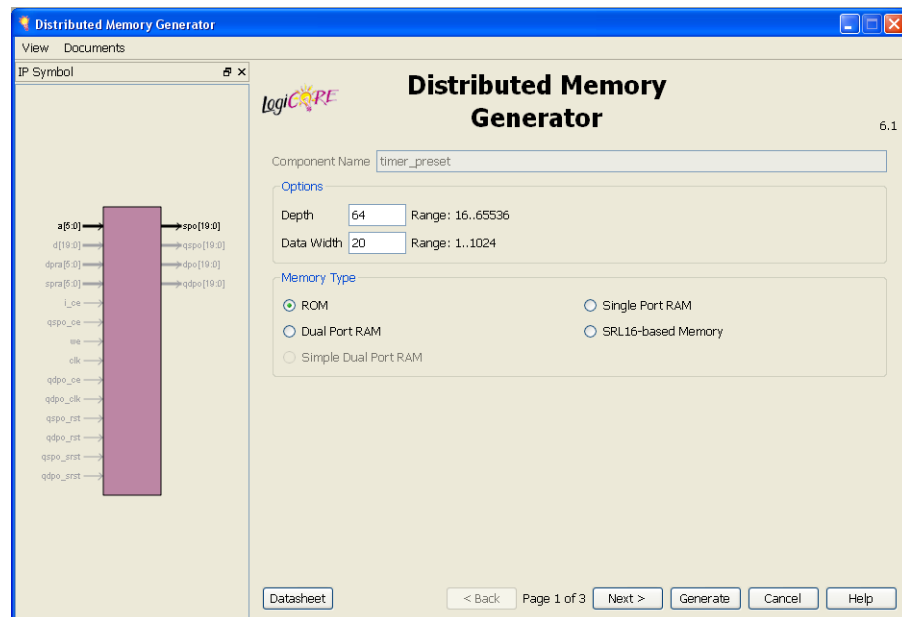 Distributed Memory Generator
View Documents
IP Symbol
LogiCORE
Distributed Memory
Generator
6.1
Component Name timer_preset
Options
Depth 64 Range: 16..65536
Data Width 20 Range: 1..1024
Memory Type
ROM
Single Port RAM
Dual Port RAM
SRL16-based Memory
Simple Dual Port RAM
a[5:0]
spo[19:0]
d[19:0]
qspo[19:0]
dpra[5:0]
dpo[19:0]
spra[5:0]
qdpo[19:0]
i_ce
qspo_ce
we
clk
qdpo_ce
qdpo_clk
qspo_rst
qdpo_rst
qspo_srst
qdpo_srst
Datasheet
< Back Page 1 of 3 Next > Generate Cancel Help